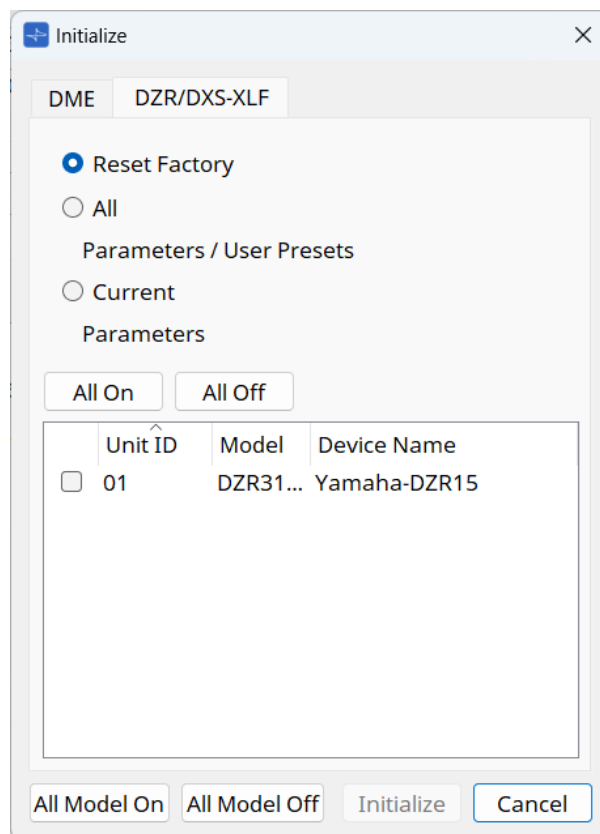 Initialize
DME DZR/DXS-XLF
Reset Factory
All
Parameters / User Presets
Current
Parameters
All On All Off
Unit ID Model Device Name
01 DZR31... Yamaha-DZR15
All Model On All Model Off Initialize Cancel